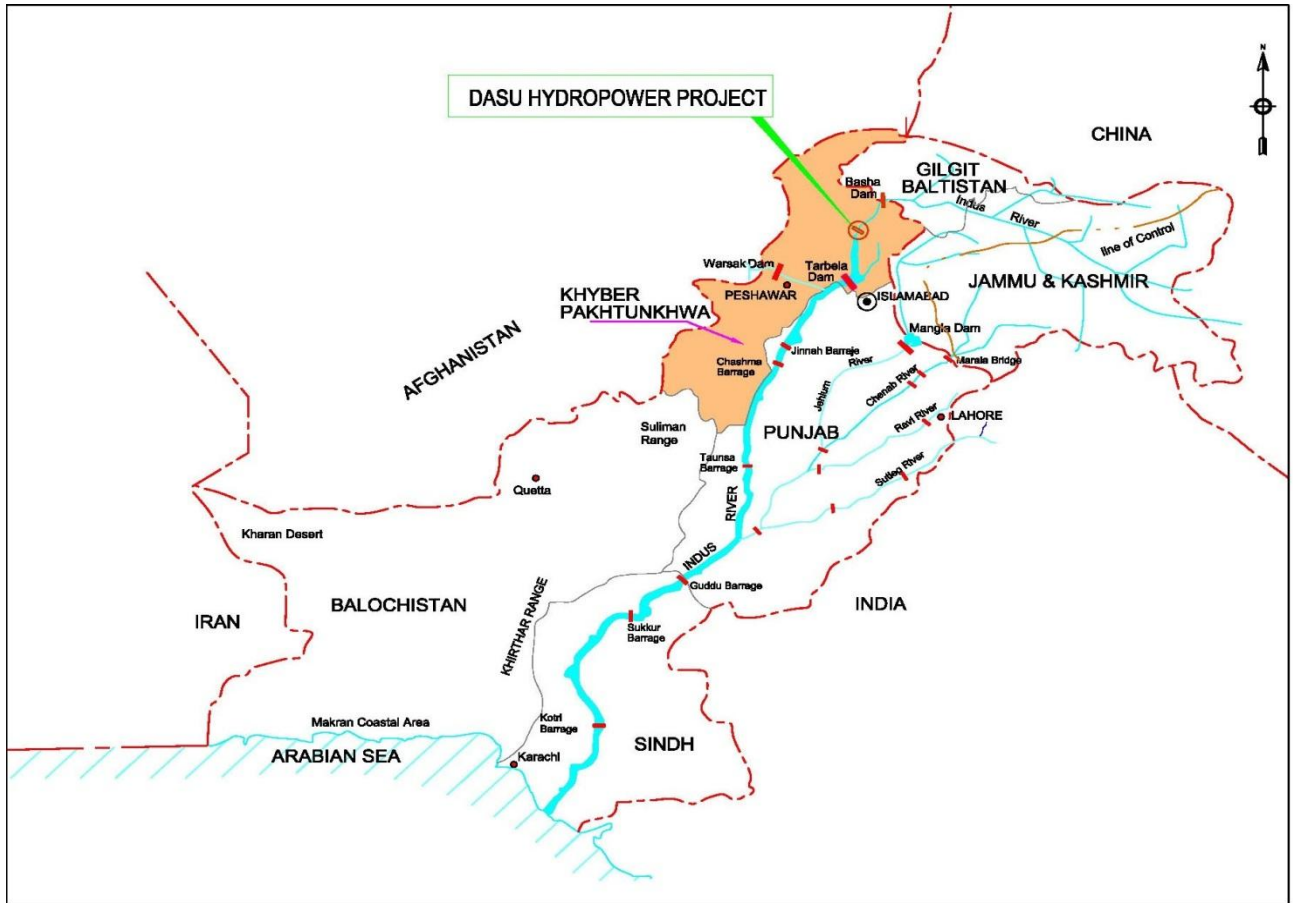 N
DASU HYDROPOWER PROJECT
CHINA
GILGIT
BALTISTAN
Basha
Dam
Indus
River
line of Control
Warsak Dam
Tarbela
Dam
PESHAWAR
ISLAMABAD
JAMMU & KASHMIR
KHYBER
PAKHTUNKHWA
Mangla Dam
AFGHANISTAN
Jinnah Barraje
River
Chashma
Barrage
Marala Bridge
Jehlum
Chenab River
Ravi River
LAHORE
Suliman
Range
PUNJAB
Taunsa
Barrage
Sutleg River
Quetta
RIVER
Kharan Desert
INDUS
Guddu Barrage
IRAN
BALOCHISTAN
KHIRTHAR RANGE
INDIA
Sukkur
Barrage
Makran Coastal Area
Kotri
Barrage
SINDH
ARABIAN SEA
Karachi